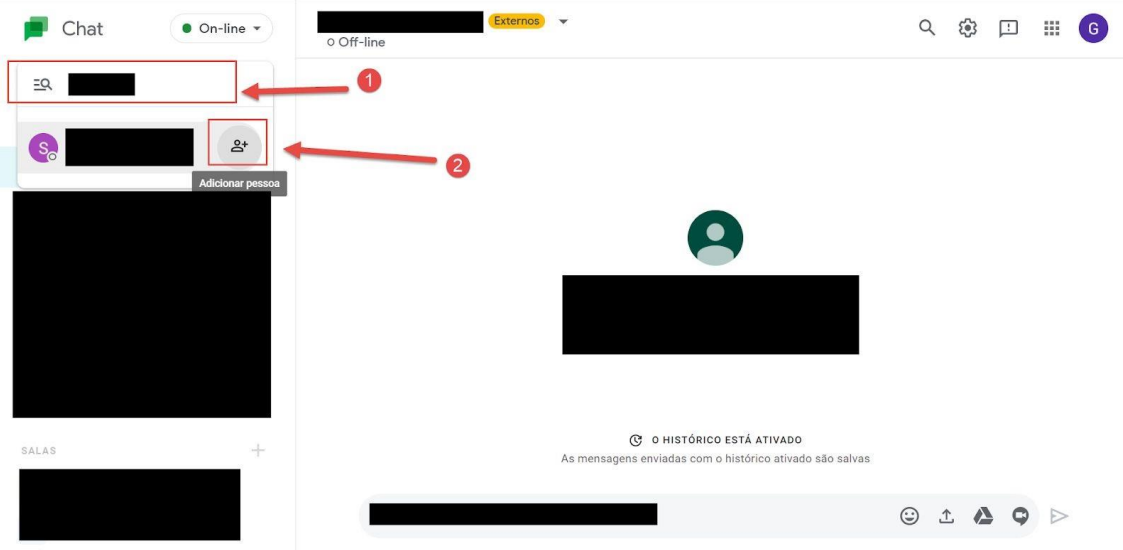 Chat
On-line
Externos
Off-line
G
1
S
2
Adicionar pessoa
O HISTÓRICO ESTÁ ATIVADO
As mensagens enviadas com o histórico ativado são salvas
SALAS